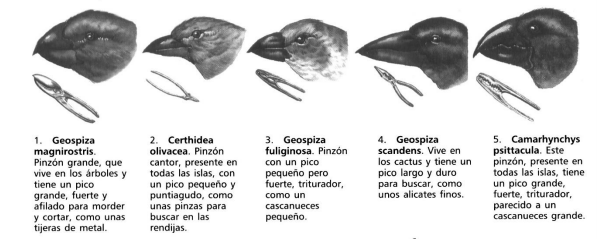 1. Geospiza
magnirostris.
Pinzón grande, que
vive en los árboles y
tiene un pico
grande, fuerte y
afilado para morder
y cortar, como unas
tijeras de metal.
2. Certhidea
olivacea. Pinzón
cantor, presente en
todas las islas, con
un pico pequeño y
puntiagudo, como
unas pinzas para
buscar en las
rendijas.
3. Geospiza
fuliginosa. Pinzón
con un pico
pequeño pero
fuerte, triturador,
como un
cascanueces
pequeño.
4. Geospiza
scandens. Vive en
los cactus y tiene un
pico largo y duro
para buscar, como
unos alicates finos.
5. Camarhynchys
psittacula. Este
pinzón, presente en
todas las islas, tiene
un pico grande,
fuerte, triturador,
parecido a un
cascanueces grande.